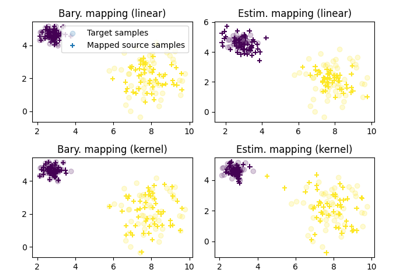 Bary. mapping (linear)
Estim. mapping (linear)
Target samples
Mapped source samples
4
2
0
2 4 6 8 10
6
4
2
0
2 4 6 8 10
Bary. mapping (kernel)
Estim. mapping (kernel)
4
2
0
2 4 6 8 10
4
2
0
2 4 6 8 10